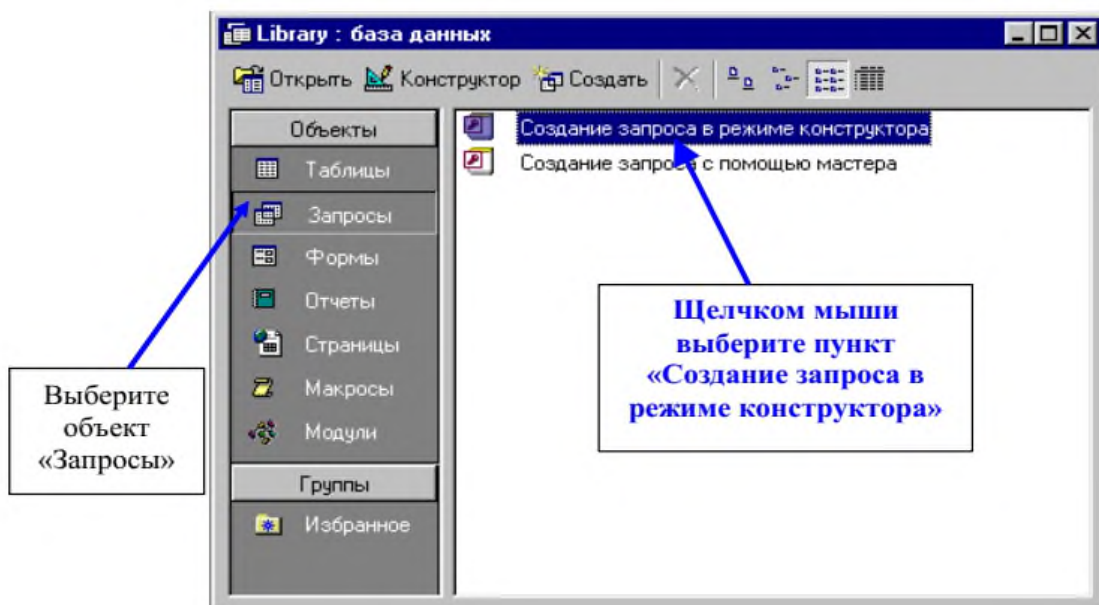 Library : база данных
Открыть Конструктор Создать
Объекты
Таблицы
Запросы
Формы
Отчеты
Страницы
Макросы
Модули
Группы
Избранное
Создание запроса в режиме конструктора
Создание запроса с помощью мастера
Щелчком мыши
выберите пункт
«Создание запроса в
режиме конструктора»
Выберите
объект
«Запросы»